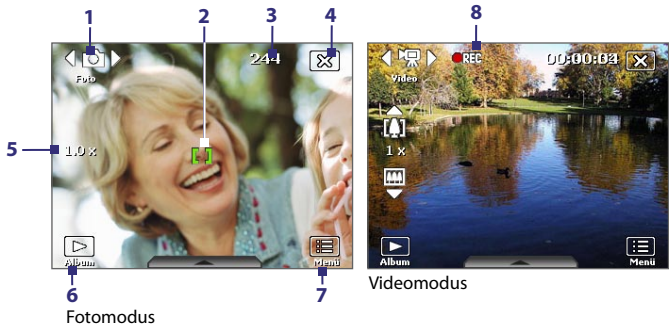 1 2 3 4 8
Foto 244
Video REC 00:00:04
5 1.0 x
1 x
Album Menü
Album Menü
6 7
Videomodus
Fotomodus